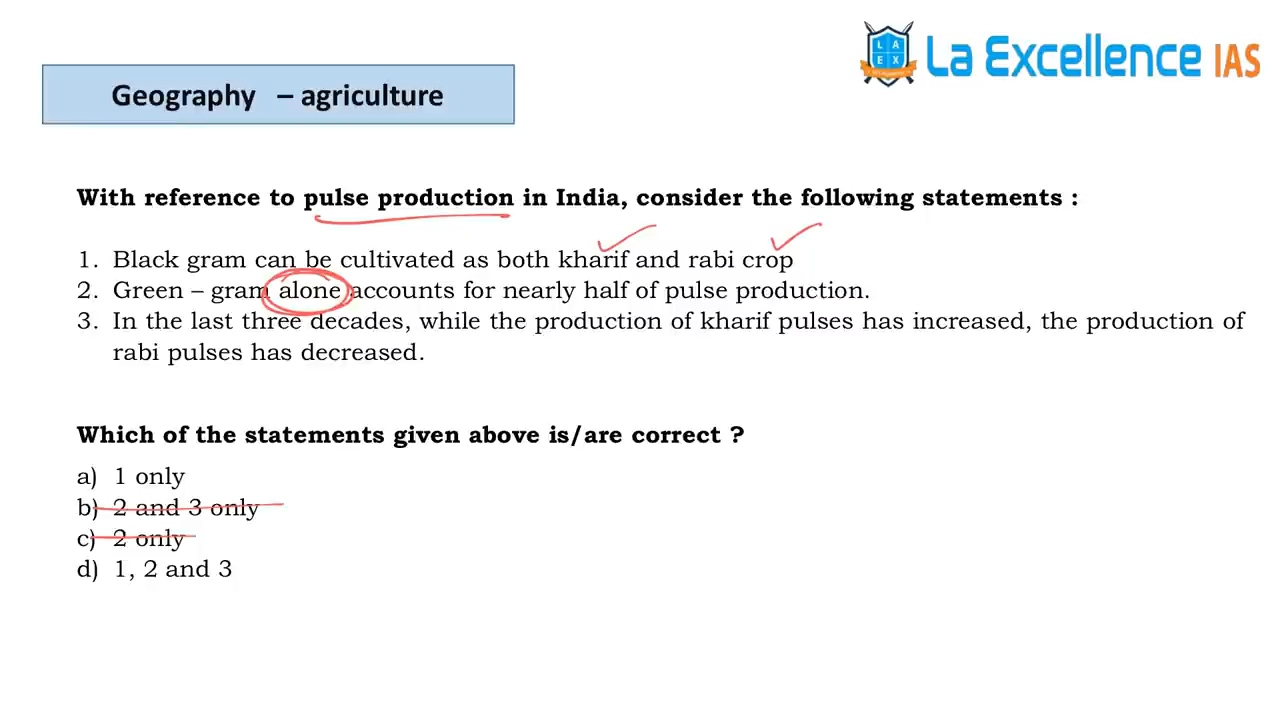 La Excellence IAS
Geography – agriculture
With reference to pulse production in India, consider the following statements :
1. Black gram can be cultivated as both kharif and rabi crop
2. Green – gram alone accounts for nearly half of pulse production.
3. In the last three decades, while the production of kharif pulses has increased, the production of
rabi pulses has decreased.
Which of the statements given above is/are correct ?
a) 1 only
b) 2 and 3 only
c) 2 only
d) 1, 2 and 3